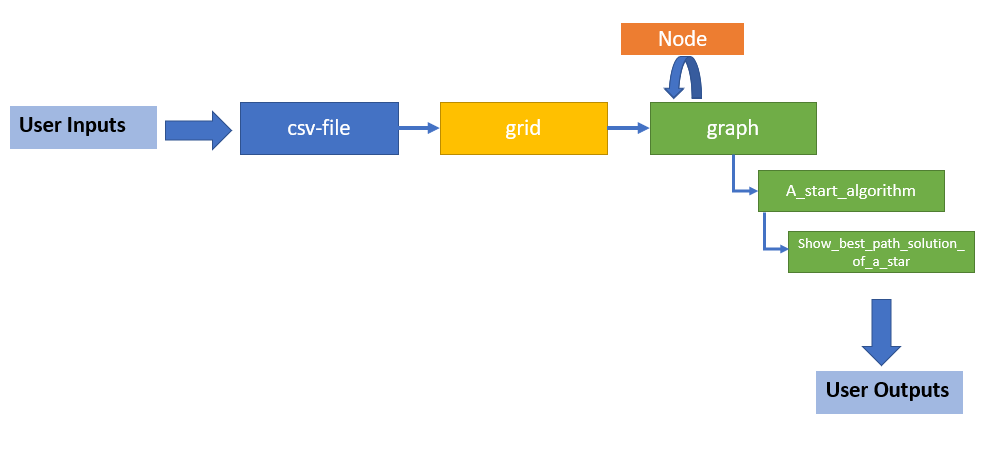 Node
User Inputs
csv-file
grid
graph
A_start_algorithm
Show_best_path_solution_
of_a_star
User Outputs